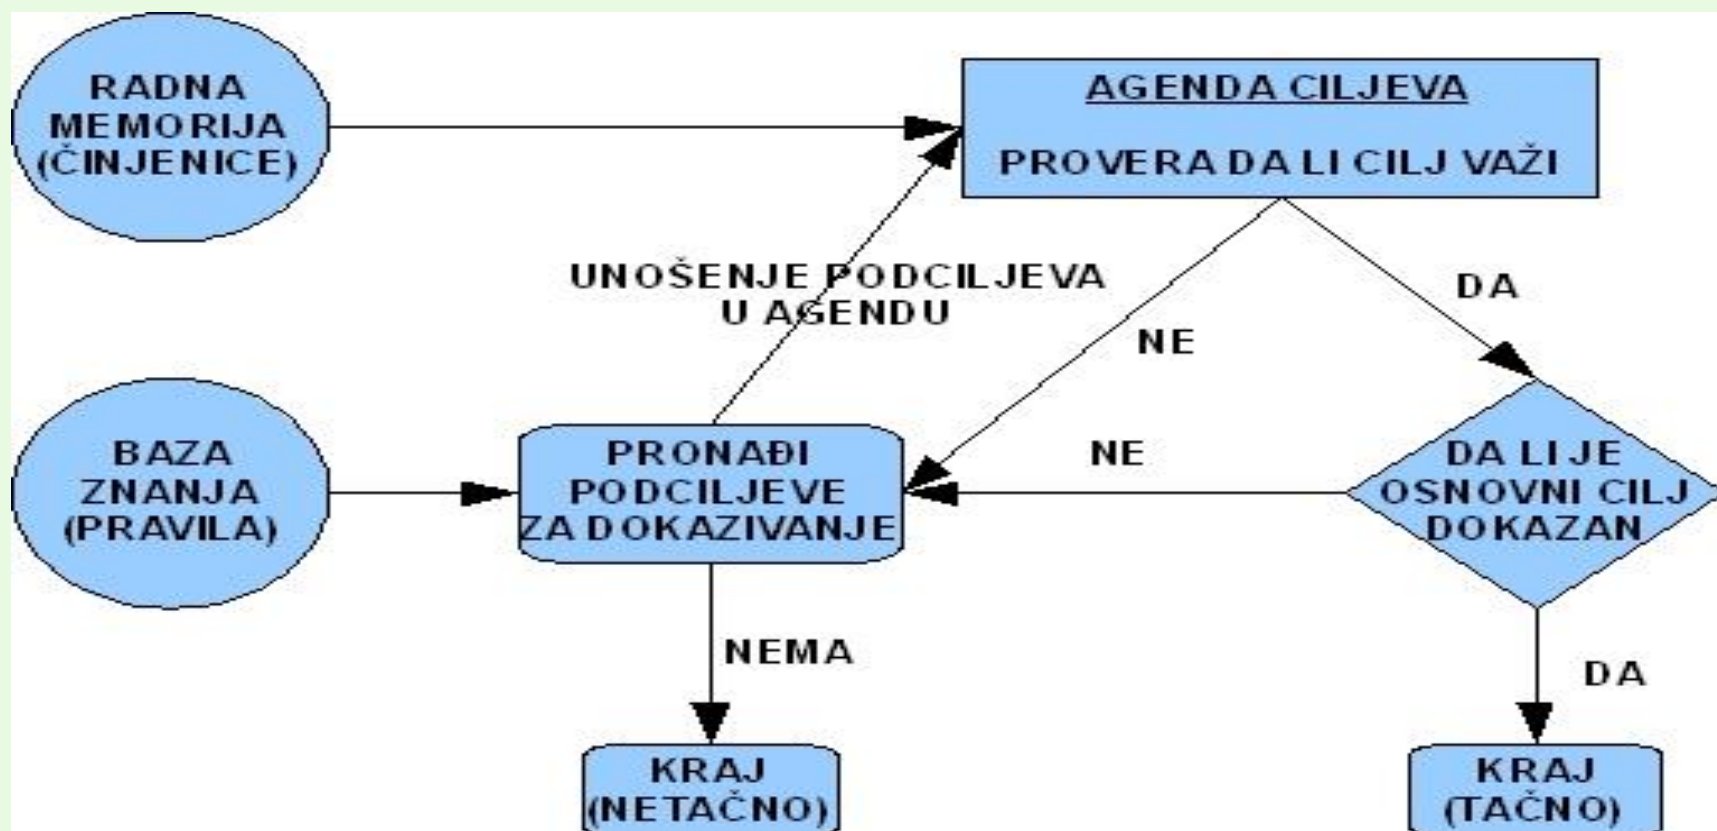 RADNA
MEMORIJA
(ČINJENICE)
AGENDA CILJEVA
PROVERA DA LI CILJ VAŽI
UNOŠENJE PODCILJEVA
U AGENDU
DA
NE
BAZA
ZNANJA
(PRAVILA)
PRONAĐI
PODCILJEVE
ZA DOKAZIVANJE
NE
DA LI JE
OSNOVNI CILJ
DOKAZAN
NEMA
DA
KRAJ
(NETAČNO)
KRAJ
(TAČNO)